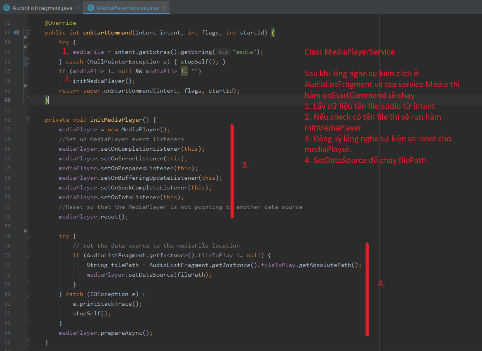 AudioListFragment.java × MediaPlayerService.java ×
@Override
public int onStartCommand(Intent intent, int flags, int startId) {
try {
1. mediaFile = intent.getExtras().getString( "media");
} catch (NullPointerException e) { stopSelf(); }
if (mediaFile != null && mediaFile != "")
2. initMediaPlayer();
return super.onStartCommand(intent, flags, startId);
}
private void initMediaPlayer() {
mediaPlayer = new MediaPlayer();
//Set up MediaPlayer event listeners
mediaPlayer.setOnCompletionListener(this);
mediaPlayer.setOnErrorListener(this);
mediaPlayer.setOnPreparedListener(this);
mediaPlayer.setOnBufferingUpdateListener(this);
mediaPlayer.setOnSeekCompleteListener(this);
mediaPlayer.setOnInfoListener(this);
//Reset so that the MediaPlayer is not pointing to another data source
mediaPlayer.reset();
3.
try {
// Set the data source to the mediaFile location
if (AudioListFragment.getInstance().fileToPlay != null) {
String filePath = AudioListFragment.getInstance().fileToPlay.getAbsolutePath();
mediaPlayer.setDataSource(filePath);
}
} catch (IOException e) {
e.printStackTrace();
stopSelf();
}
mediaPlayer.prepareAsync();
}
4.
Class MediaPlayerService
Sau khi lắng nghe sự kiện click ở
AudioListFragment và tạo service Media thì
hàm onStartCommand sẽ chạy
1. Lấy dữ liệu tên file audio từ intent
2. Nếu check có tên file thì sẽ run hàm
InitMediaPlayer
3. Đăng ký lắng nghe sự kiện và reset cho
mediaPlayse.
4. SetDataSource để chạy filePath.